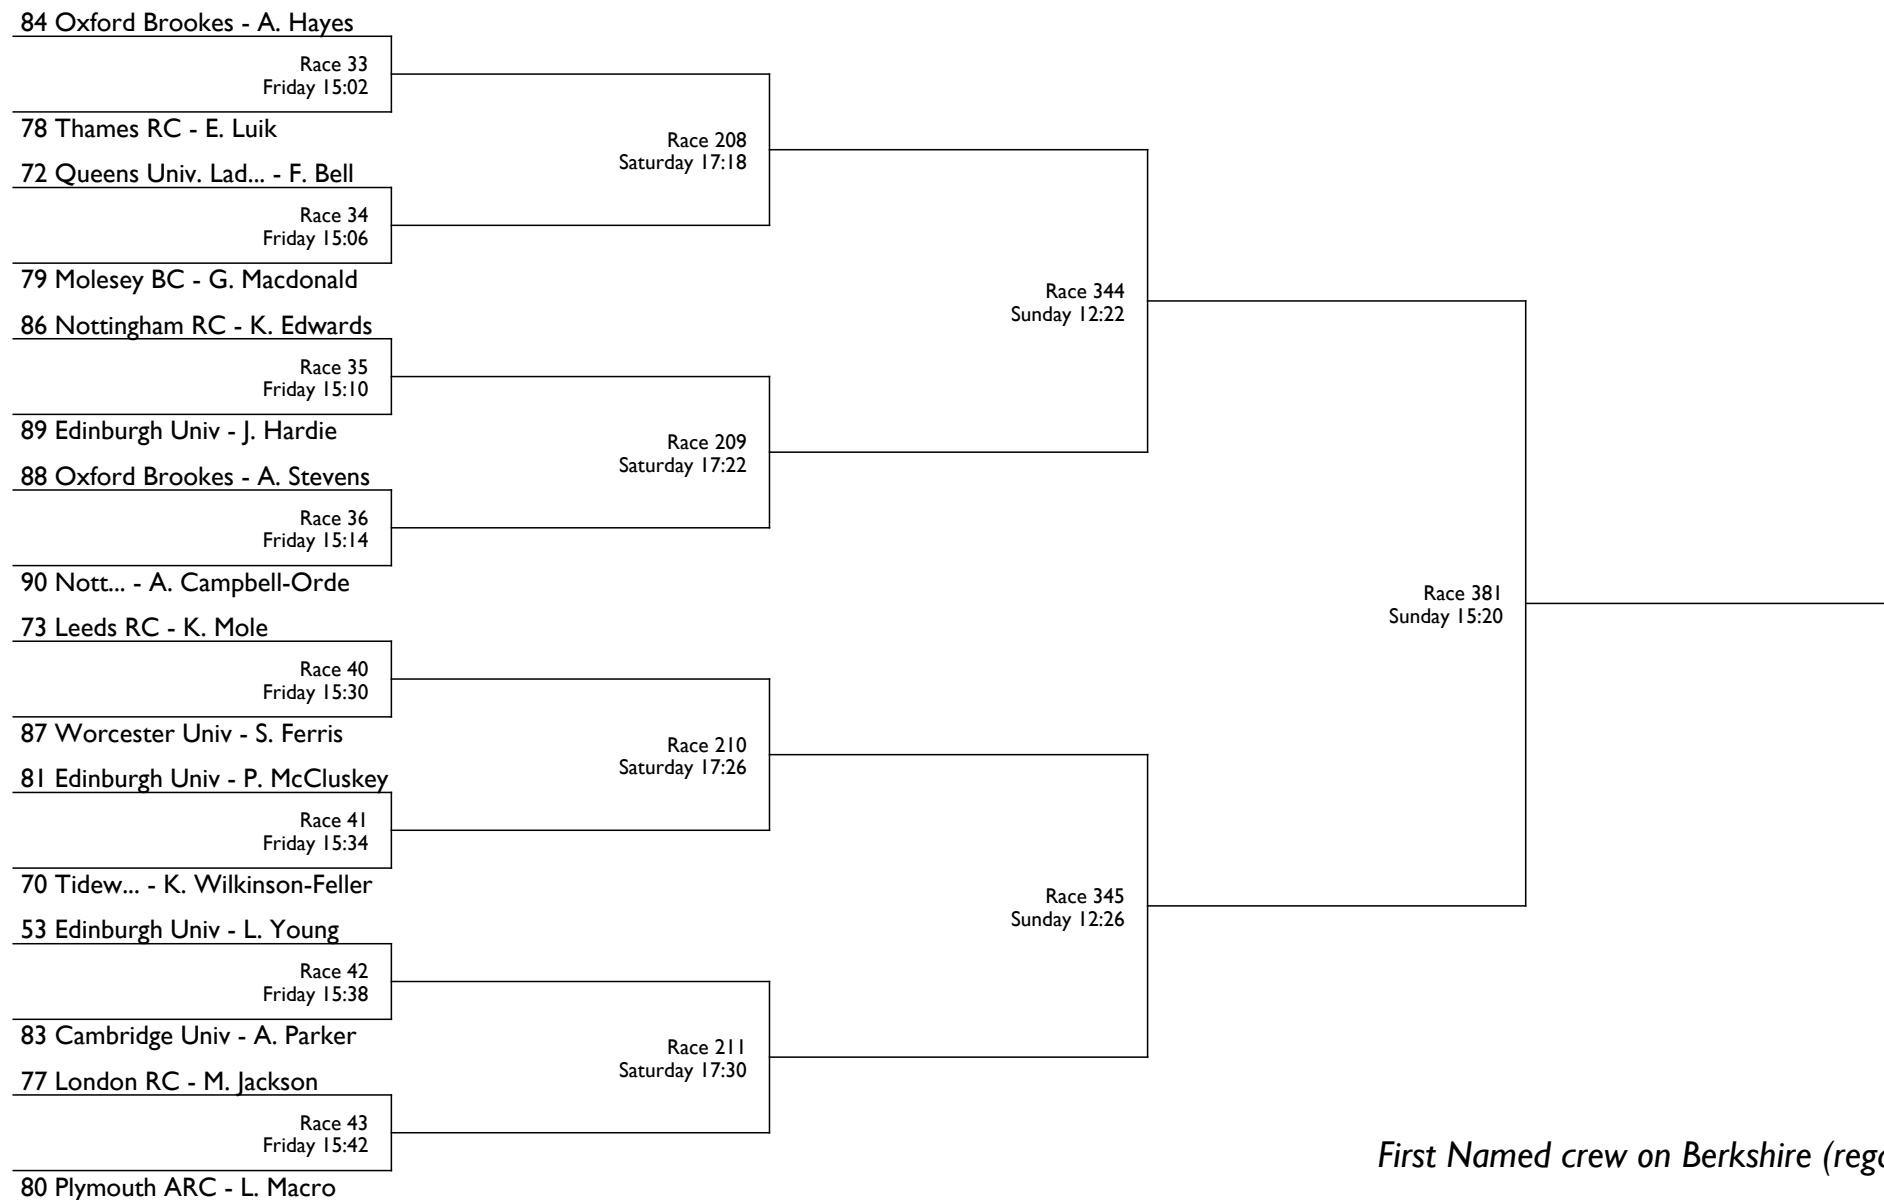 84 Oxford Brookes - A. Hayes
Race 33
Friday 15:02
78 Thames RC - E. Luik
Race 208
Saturday 17:18
72 Queens Univ. Lad... - F. Bell
Race 34
Friday 15:06
79 Molesey BC - G. Macdonald
Race 344
Sunday 12:22
86 Nottingham RC - K. Edwards
Race 35
Friday 15:10
89 Edinburgh Univ - J. Hardie
Race 209
Saturday 17:22
88 Oxford Brookes - A. Stevens
Race 36
Friday 15:14
90 Nott... - A. Campbell-Orde
Race 381
Sunday 15:20
73 Leeds RC - K. Mole
Race 40
Friday 15:30
87 Worcester Univ - S. Ferris
Race 210
Saturday 17:26
81 Edinburgh Univ - P. McCluskey
Race 41
Friday 15:34
70 Tidew... - K. Wilkinson-Feller
Race 345
Sunday 12:26
53 Edinburgh Univ - L. Young
Race 42
Friday 15:38
83 Cambridge Univ - A. Parker
Race 211
Saturday 17:30
77 London RC - M. Jackson
Race 43
Friday 15:42
80 Plymouth ARC - L. Macro
First Named crew on Berkshire